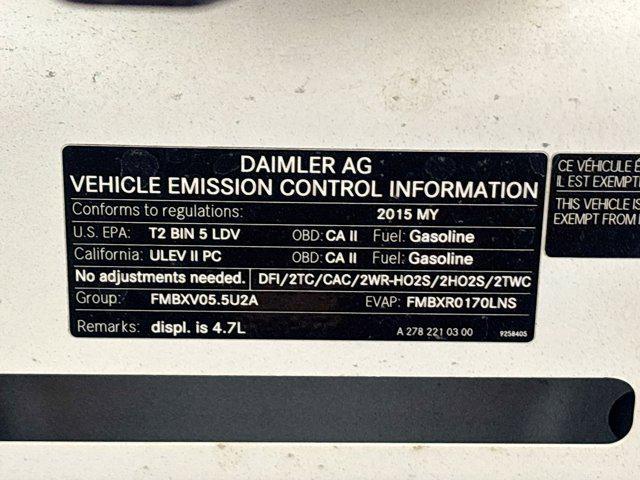 DAIMLER AG
VEHICLE EMISSION CONTROL INFORMATION
Conforms to regulations: 2015 MY
U.S. EPA: T2 BIN 5 LDV OBD: CA II Fuel: Gasoline
California: ULEV II PC OBD: CA II Fuel: Gasoline
No adjustments needed. DFI/2TC/CAC/2WR-HO2S/2HO2S/2TWC
Group: FMBXV05.5U2A EVAP: FMBXR0170LNS
Remarks: displ. is 4.7L A 278 221 03 00 9258405
CE VÉHICULE
IL EST EXEMPT
THIS VEHICLE IS
EXEMPT FROM